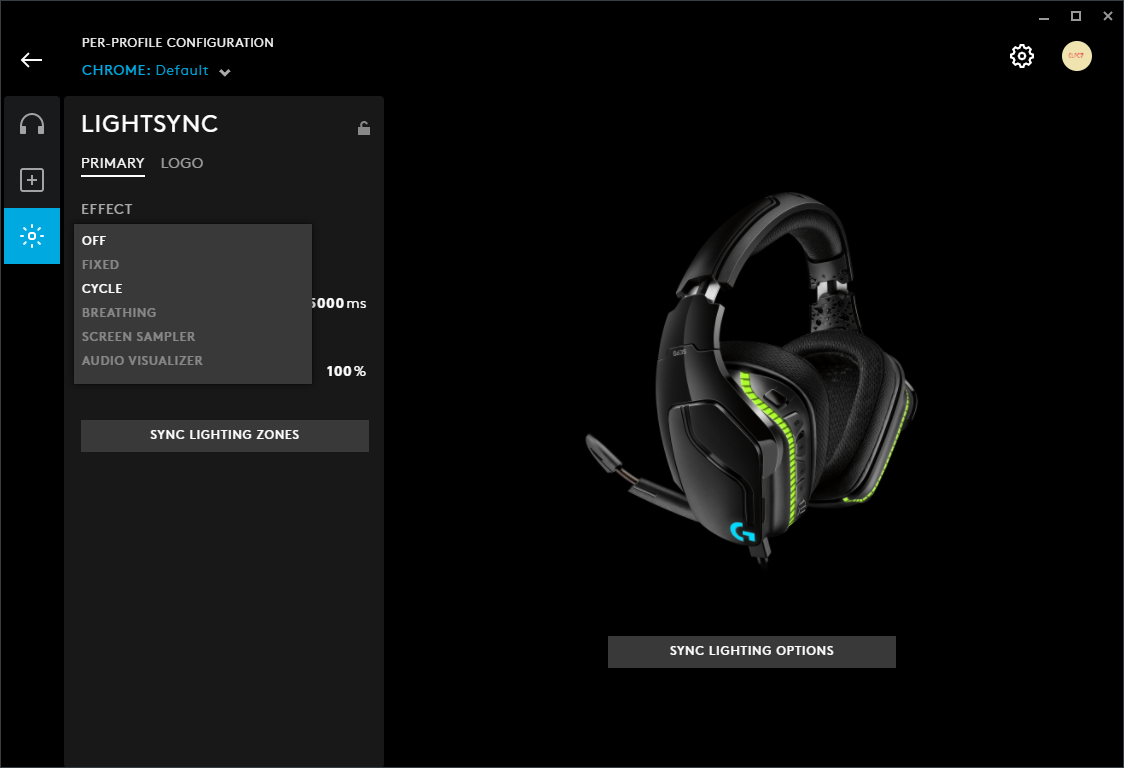 PER-PROFILE CONFIGURATION
CHROME: Default
LIGHTSYNC
PRIMARY LOGO
EFFECT
OFF
FIXED
CYCLE
BREATHING
SCREEN SAMPLER
AUDIO VISUALIZER
5000 ms
100 %
SYNC LIGHTING ZONES
G
SYNC LIGHTING OPTIONS